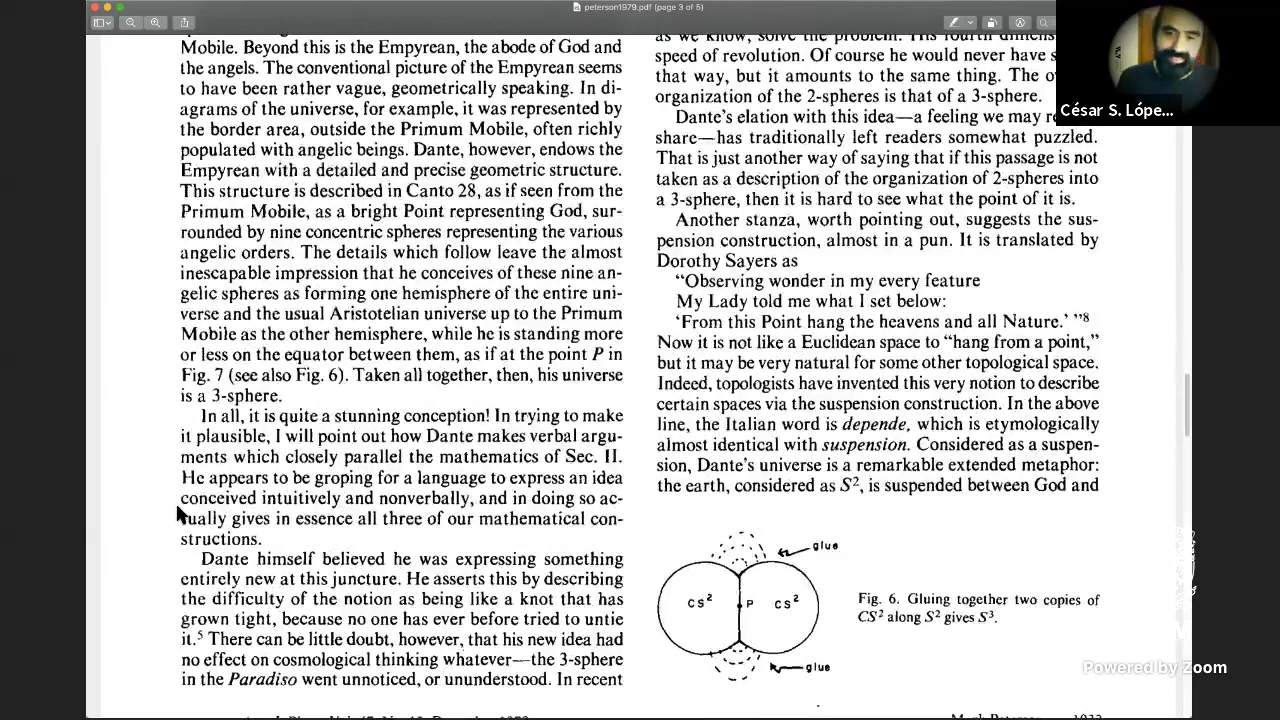 peterson1979.pdf (page 3 of 5)
Mobile. Beyond this is the Empyrean, the abode of God and
the angels. The conventional picture of the Empyrean seems
to have been rather vague, geometrically speaking. In di-
agrams of the universe, for example, it was represented by
the border area, outside the Primum Mobile, often richly
populated with angelic beings. Dante, however, endows the
Empyrean with a detailed and precise geometric structure.
This structure is described in Canto 28, as if seen from the
Primum Mobile, as a bright Point representing God, sur-
rounded by nine concentric spheres representing the various
angelic orders. The details which follow leave the almost
inescapable impression that he conceives of these nine an-
gelic spheres as forming one hemisphere of the entire uni-
verse and the usual Aristotelian universe up to the Primum
Mobile as the other hemisphere, while he is standing more
or less on the equator between them, as if at the point P in
Fig. 7 (see also Fig. 6). Taken all together, then, his universe
is a 3-sphere.
In all, it is quite a stunning conception! In trying to make
it plausible, I will point out how Dante makes verbal argu-
ments which closely parallel the mathematics of Sec. II.
He appears to be groping for a language to express an idea
conceived intuitively and nonverbally, and in doing so ac-
tually gives in essence all three of our mathematical con-
structions.
Dante himself believed he was expressing something
entirely new at this juncture. He asserts this by describing
the difficulty of the notion as being like a knot that has
grown tight, because no one has ever before tried to untie
it.⁵ There can be little doubt, however, that his new idea had
no effect on cosmological thinking whatever—the 3-sphere
in the Paradiso went unnoticed, or ununderstood. In recent
as we know, solve the problem. His fourth
speed of revolution. Of course he would never have
that way, but it amounts to the same thing. The
organization of the 2-spheres is that of a 3-sphere.
Dante's elation with this idea—a feeling we may
share—has traditionally left readers somewhat puzzled.
That is just another way of saying that if this passage is not
taken as a description of the organization of 2-spheres into
a 3-sphere, then it is hard to see what the point of it is.
Another stanza, worth pointing out, suggests the sus-
pension construction, almost in a pun. It is translated by
Dorothy Sayers as
"Observing wonder in my every feature
My Lady told me what I set below:
'From this Point hang the heavens and all Nature.' "⁸
Now it is not like a Euclidean space to "hang from a point,"
but it may be very natural for some other topological space.
Indeed, topologists have invented this very notion to describe
certain spaces via the suspension construction. In the above
line, the Italian word is depende, which is etymologically
almost identical with suspension. Considered as a suspen-
sion, Dante's universe is a remarkable extended metaphor:
the earth, considered as S², is suspended between God and
glue
CS² P CS²
glue
Fig. 6. Gluing together two copies of
CS² along S² gives S³.
César S. Lópe...
Powered by Zoom